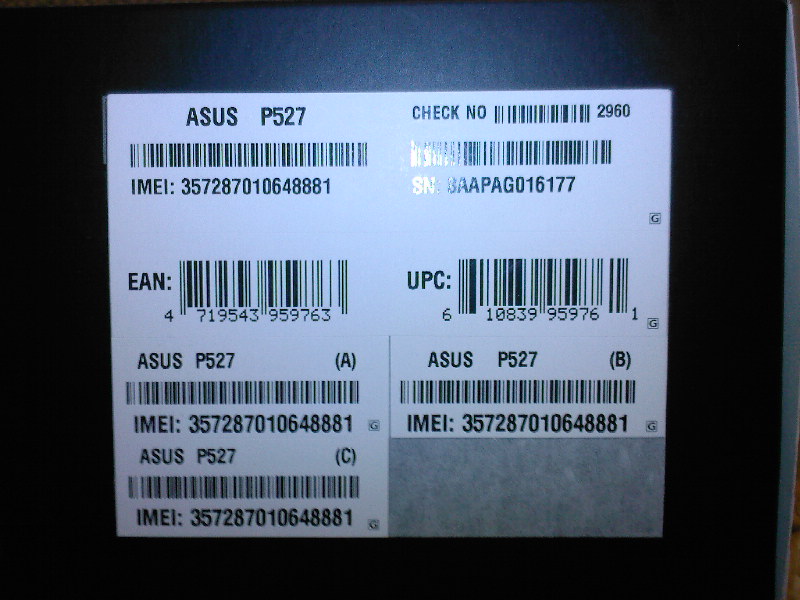 ASUS P527
CHECK NO 2960
IMEI: 357287010648881
SN: 8AAPAG016177
G
EAN: 4 719543 959763
UPC: 6 10839 95976 1
G
ASUS P527 (A)
IMEI: 357287010648881 G
ASUS P527 (B)
IMEI: 357287010648881 G
ASUS P527 (C)
IMEI: 357287010648881 G